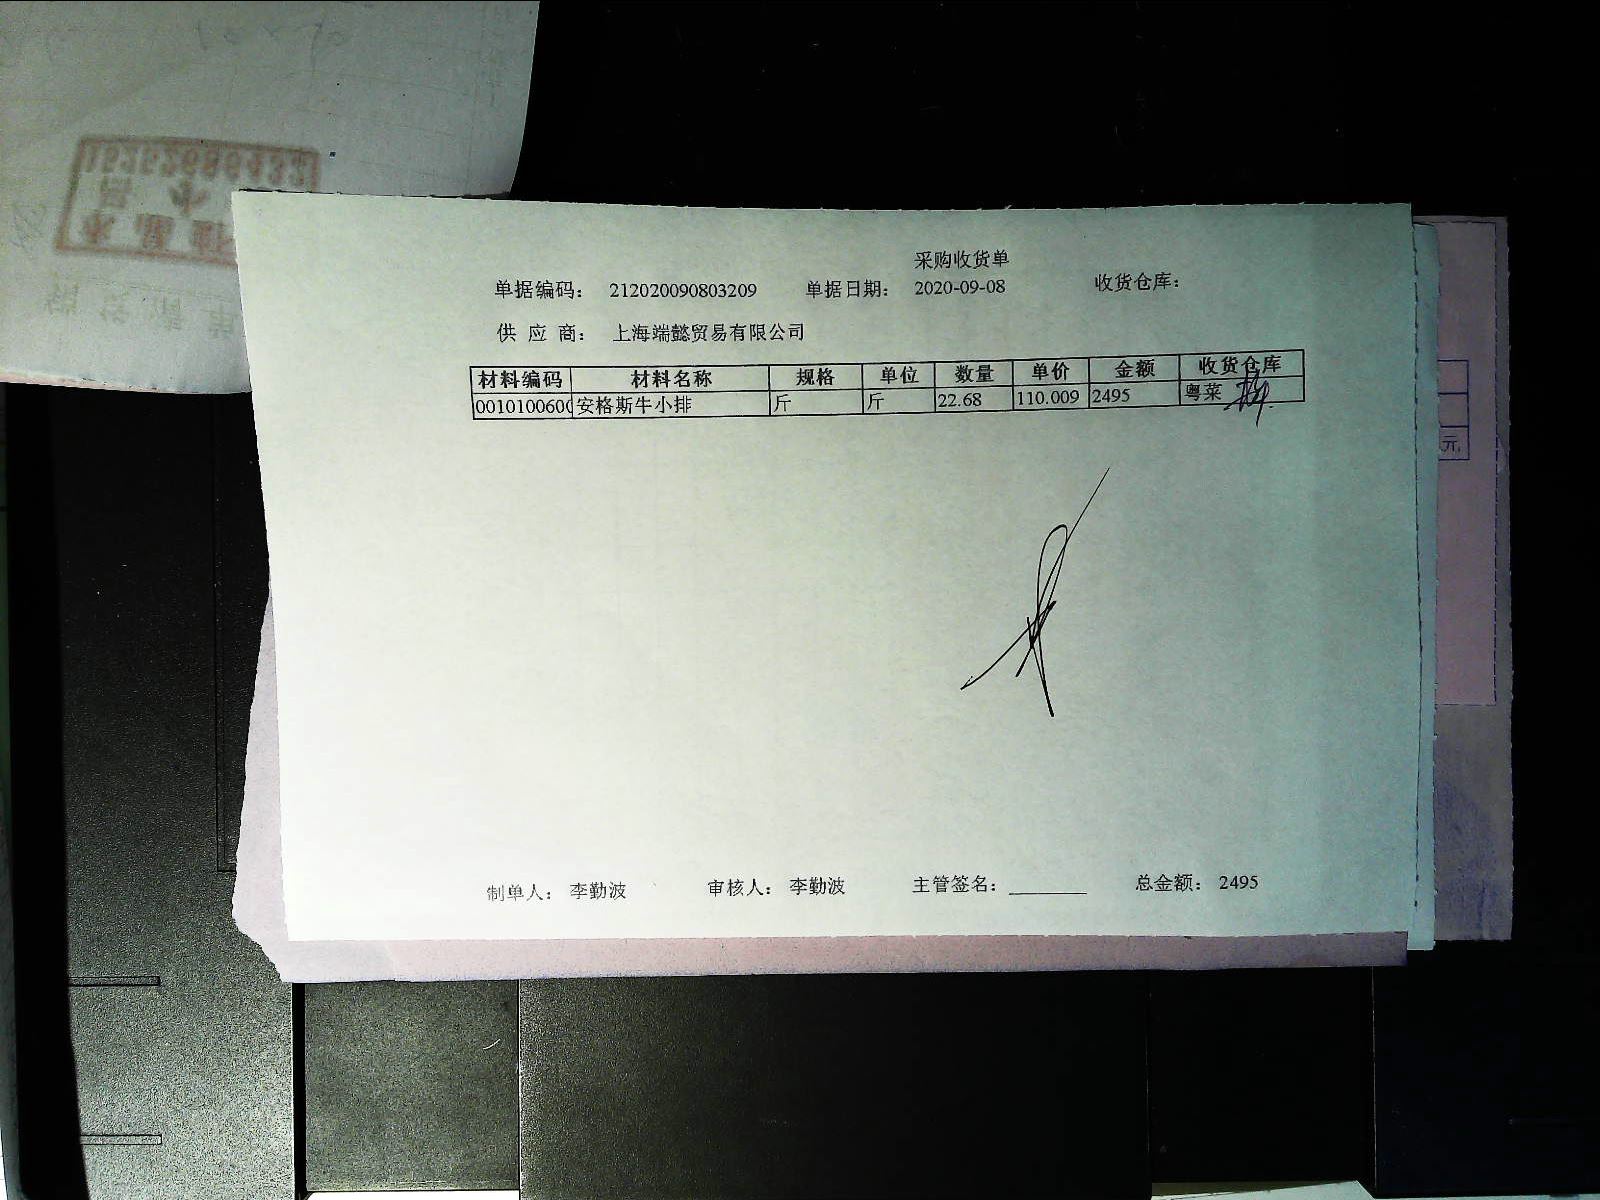 采购收货单
单据编码： 212020090803209 单据日期： 2020-09-08 收货仓库：
供 应 商： 上海端懿贸易有限公司
材料编码 材料名称 规格 单位 数量 单价 金额 收货仓库
0010100600 安格斯牛小排 斤 斤 22.68 110.009 2495 粤菜
元
制单人： 李勤波 审核人： 李勤波 主管签名： 总金额： 2495